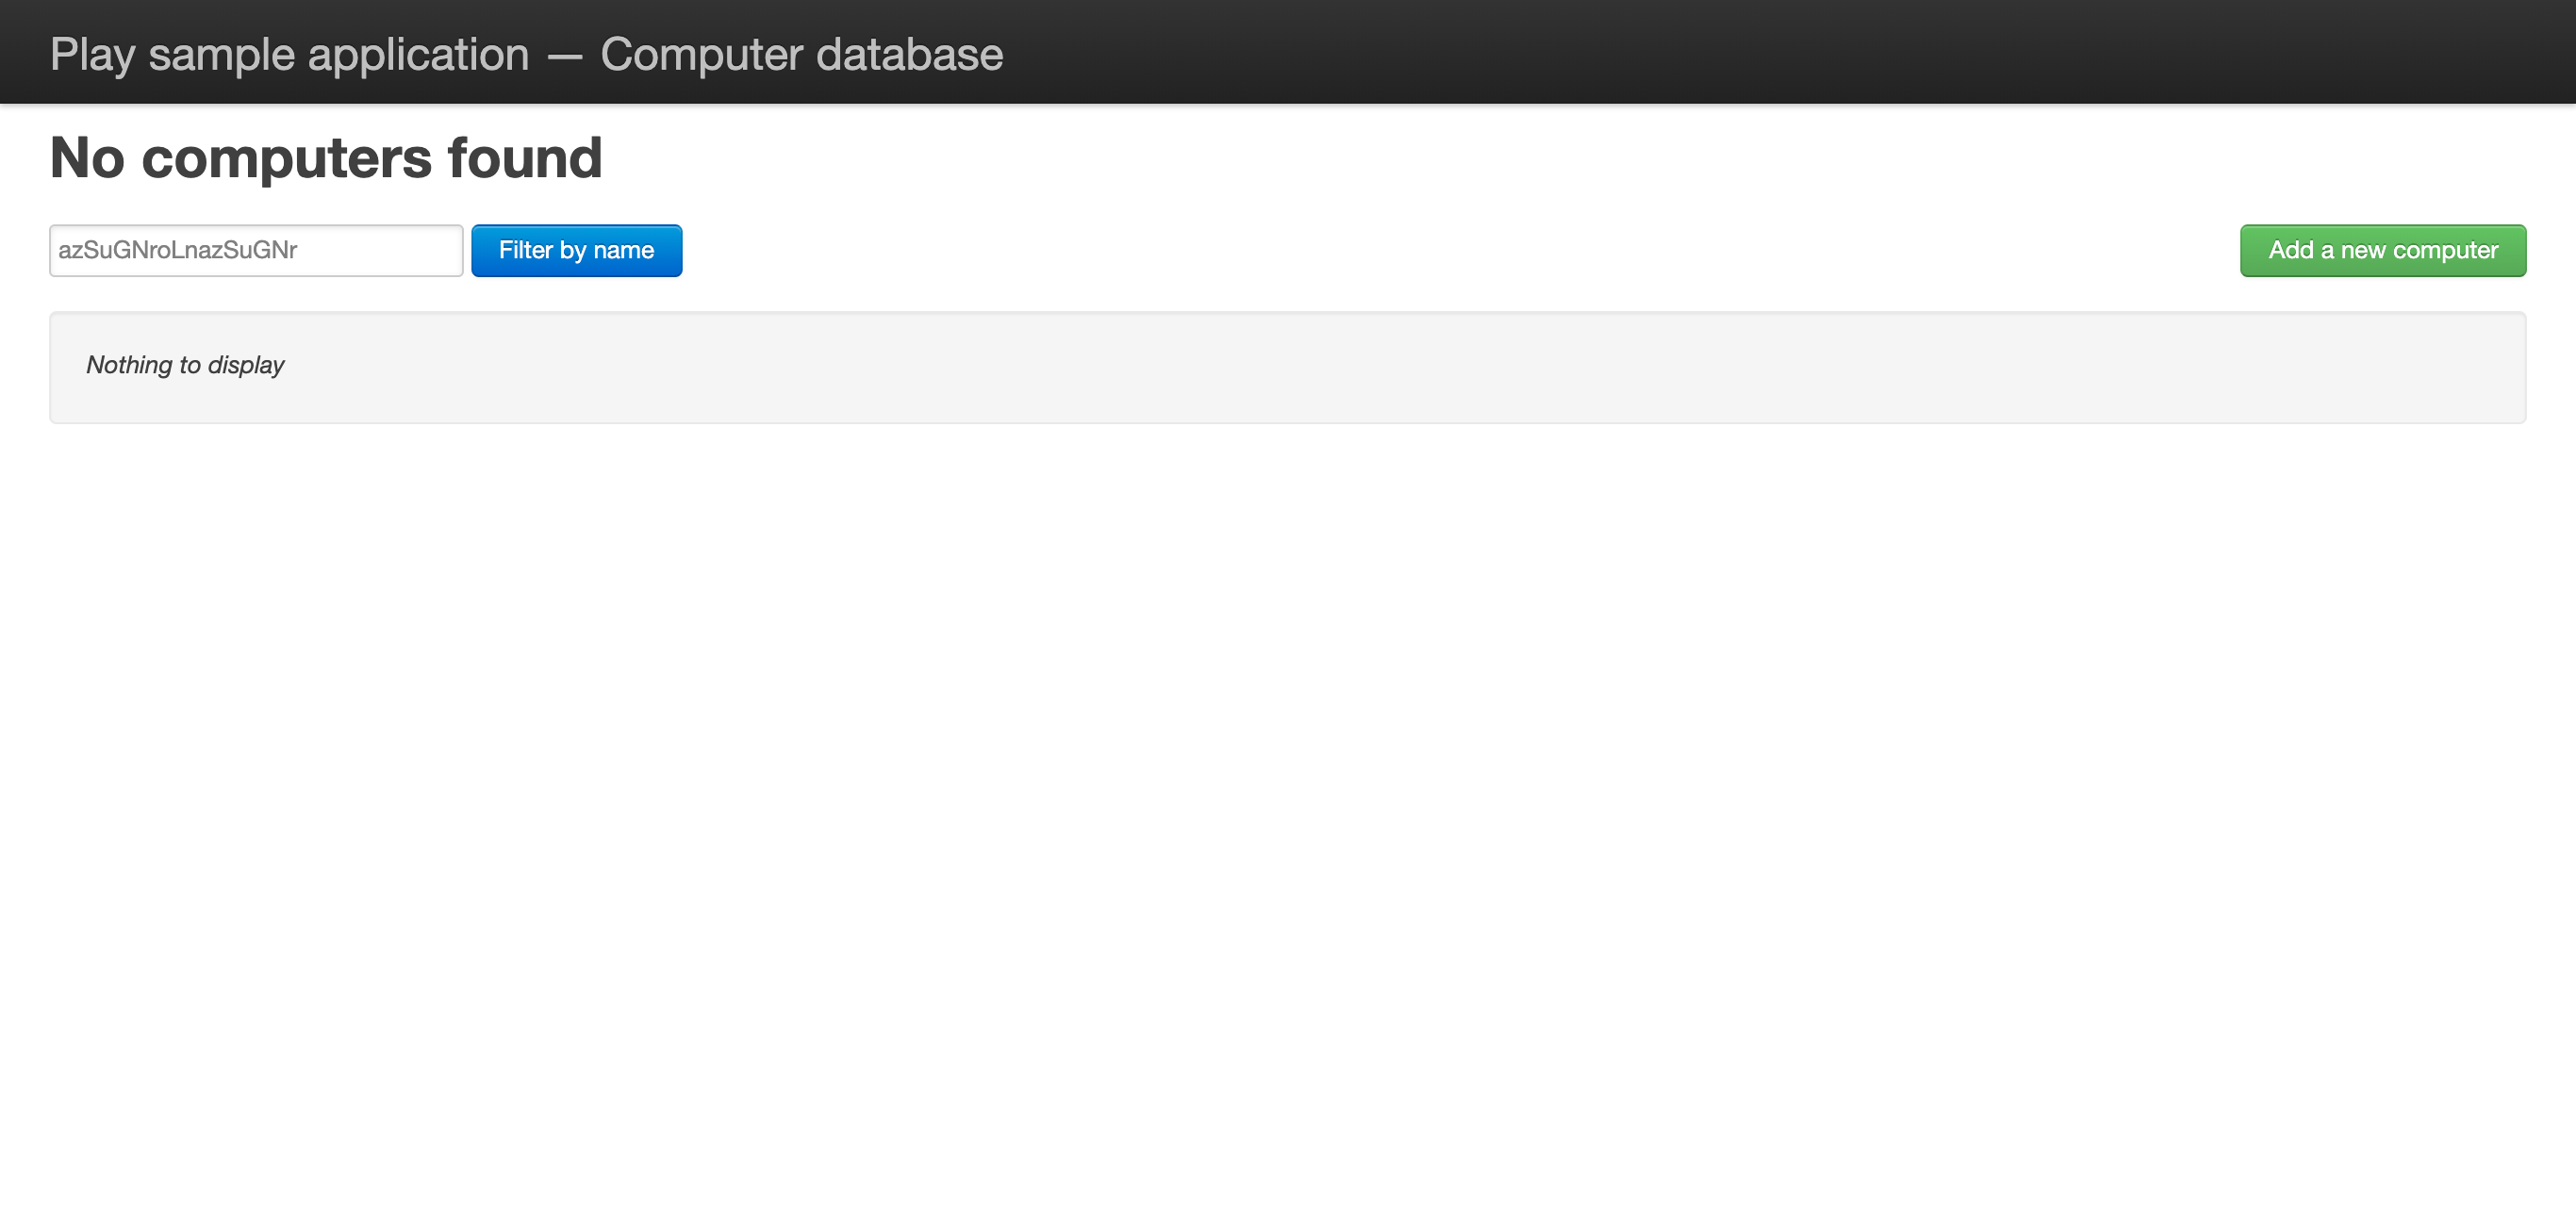 Play sample application — Computer database
No computers found
azSuGNroLnazSuGNr
Filter by name
Add a new computer
Nothing to display